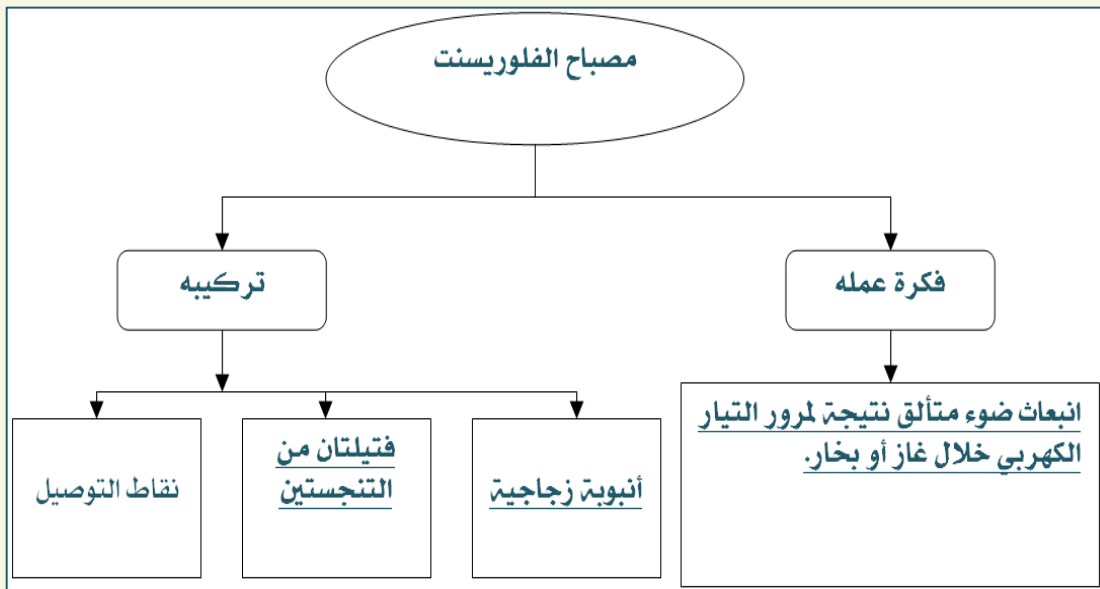 مصباح الفلوريسنت
فكرة عمله
تركيبه
انبعاث ضوء متألق نتيجة لمرور التيار
الكهربي خلال غاز أو بخار.
أنبوبة زجاجية
فتيلتان من
التنجستين
نقاط التوصيل